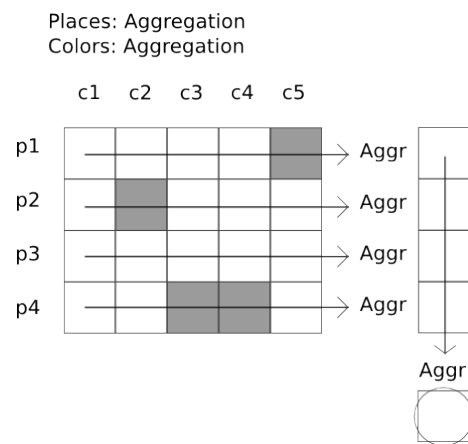 Places: Aggregation
Colors: Aggregation
c1 c2 c3 c4 c5
p1 Aggr
p2 Aggr
p3 Aggr
p4 Aggr
Aggr